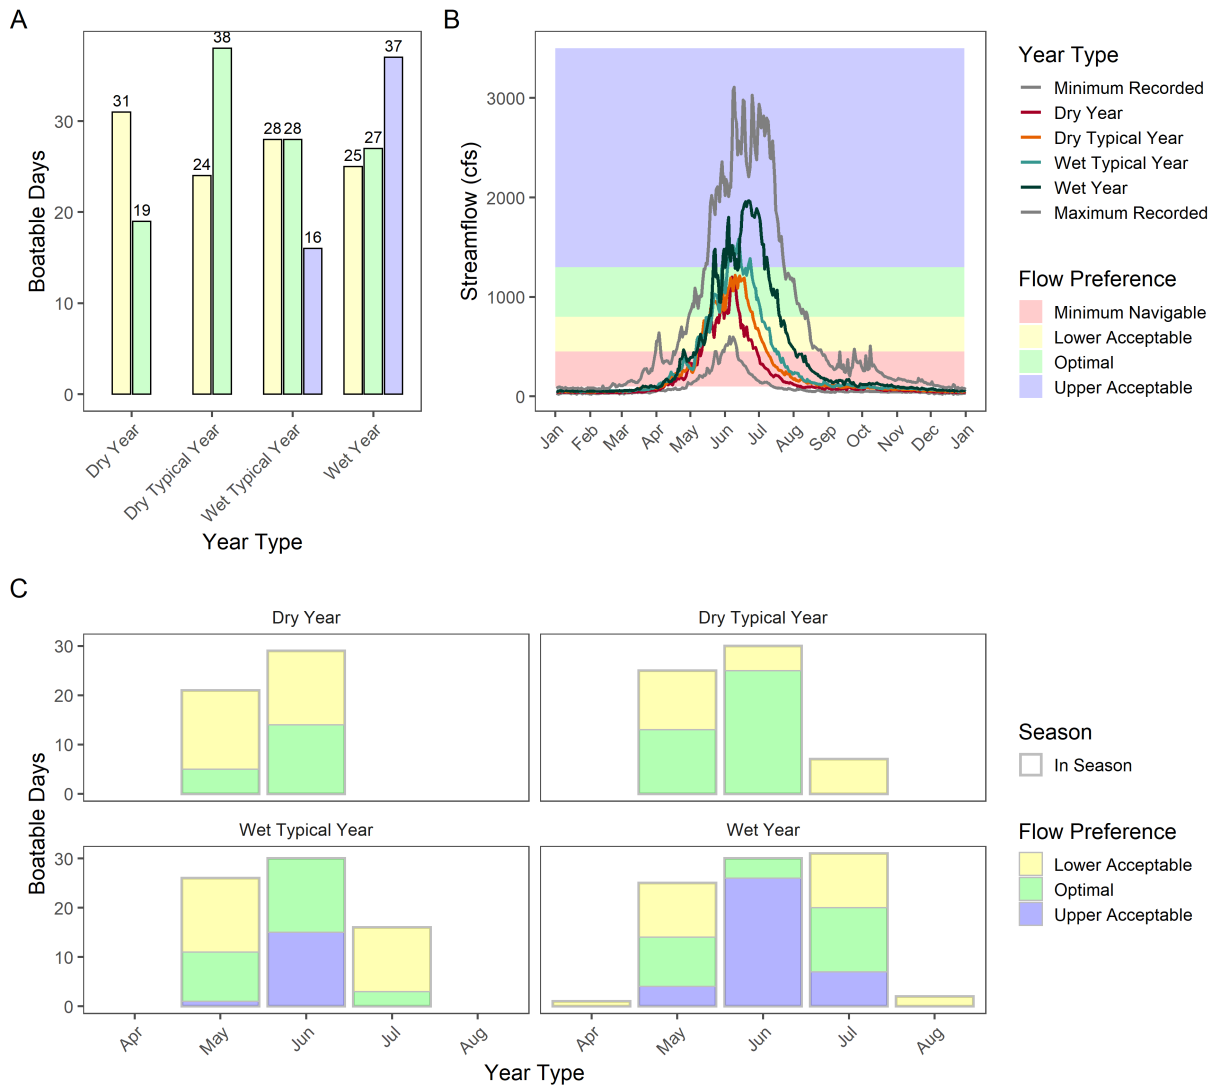 A
Boatable Days
30
20
10
0
31
19
24
38
28
28
16
25
27
37
Dry Year
Dry Typical Year
Wet Typical Year
Wet Year
Year Type
B
Streamflow (cfs)
3000
2000
1000
0
Jan
Feb
Mar
Apr
May
Jun
Jul
Aug
Sep
Oct
Nov
Dec
Jan
Year Type
Minimum Recorded
Dry Year
Dry Typical Year
Wet Typical Year
Wet Year
Maximum Recorded
Flow Preference
Minimum Navigable
Lower Acceptable
Optimal
Upper Acceptable
C
Boatable Days
Dry Year
Dry Typical Year
30
20
10
0
Wet Typical Year
Wet Year
30
20
10
0
Apr
May
Jun
Jul
Aug
Apr
May
Jun
Jul
Aug
Year Type
Season
In Season
Flow Preference
Lower Acceptable
Optimal
Upper Acceptable